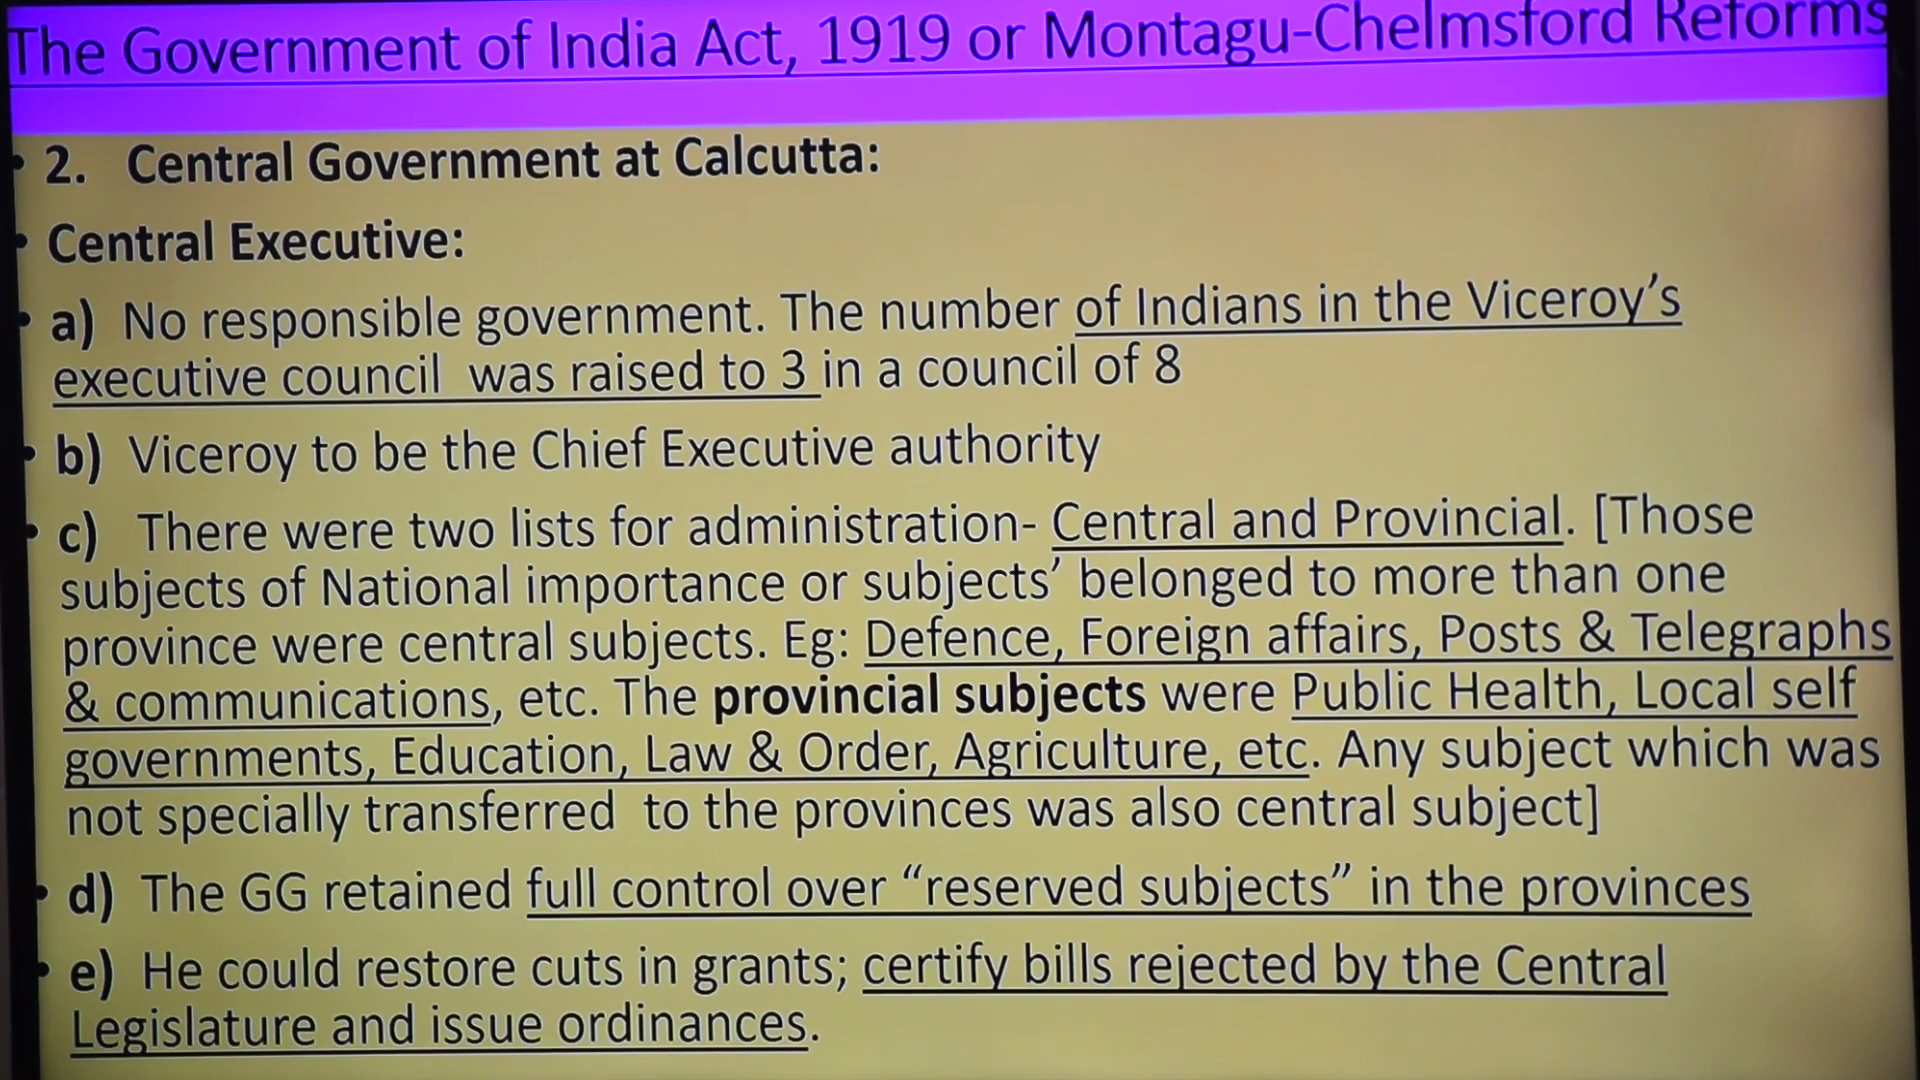 The Government of India Act, 1919 or Montagu-Chelmsford Reforms
• 2. Central Government at Calcutta:
• Central Executive:
• a) No responsible government. The number of Indians in the Viceroy's
executive council was raised to 3 in a council of 8
• b) Viceroy to be the Chief Executive authority
• c) There were two lists for administration- Central and Provincial. [Those
subjects of National importance or subjects' belonged to more than one
province were central subjects. Eg: Defence, Foreign affairs, Posts & Telegraphs
& communications, etc. The provincial subjects were Public Health, Local self
governments, Education, Law & Order, Agriculture, etc. Any subject which was
not specially transferred to the provinces was also central subject]
• d) The GG retained full control over “reserved subjects” in the provinces
• e) He could restore cuts in grants; certify bills rejected by the Central
Legislature and issue ordinances.